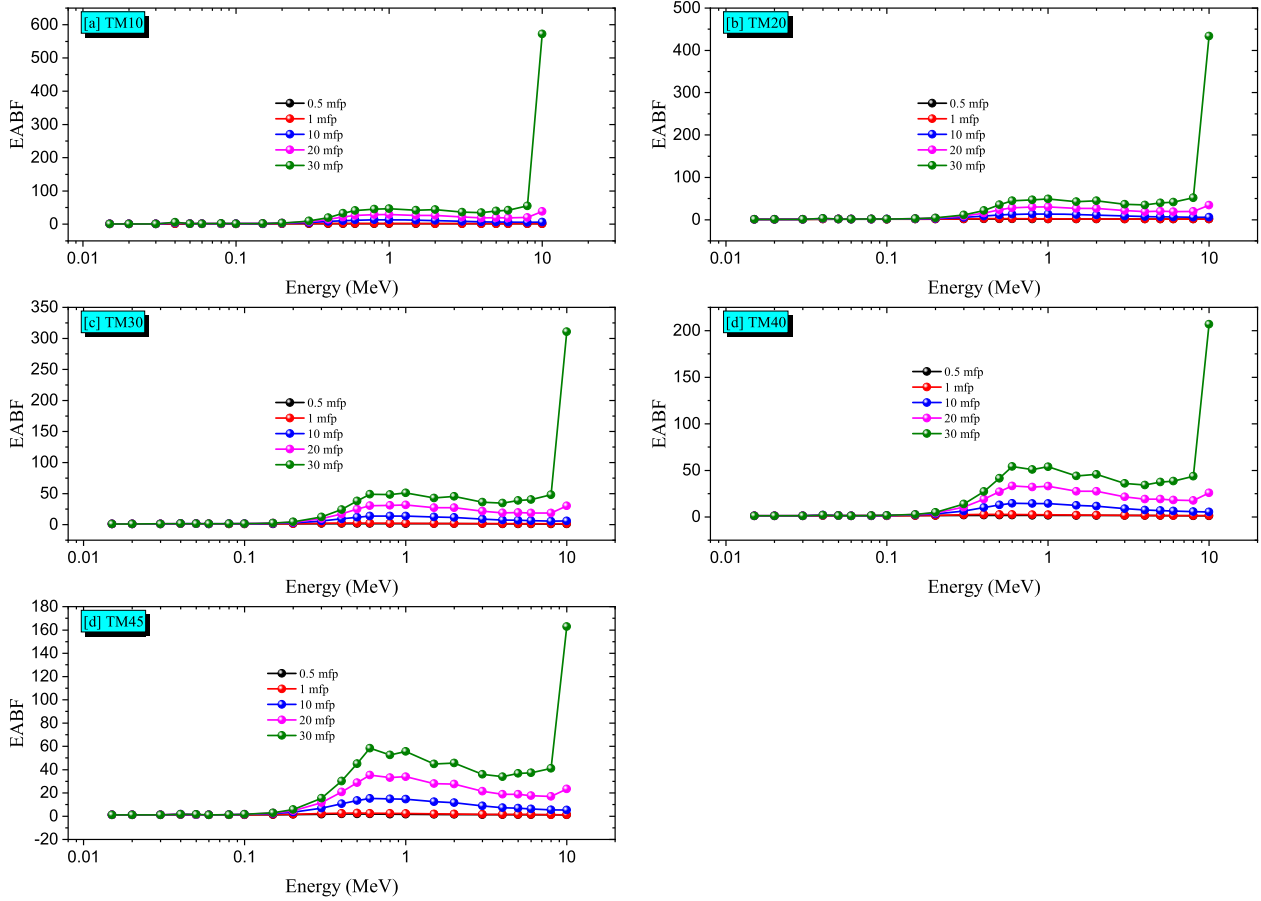 [a] TM10
600
500
400
300
200
100
0
EABF
0.5 mfp
1 mfp
10 mfp
20 mfp
30 mfp
0.01 0.1 1 10
Energy (MeV)
[b] TM20
500
400
300
200
100
0
EABF
0.5 mfp
1 mfp
10 mfp
20 mfp
30 mfp
0.01 0.1 1 10
Energy (MeV)
[c] TM30
350
300
250
200
150
100
50
0
EABF
0.5 mfp
1 mfp
10 mfp
20 mfp
30 mfp
0.01 0.1 1 10
Energy (MeV)
[d] TM40
200
150
100
50
0
EABF
0.5 mfp
1 mfp
10 mfp
20 mfp
30 mfp
0.01 0.1 1 10
Energy (MeV)
[d] TM45
180
160
140
120
100
80
60
40
20
0
-20
EABF
0.5 mfp
1 mfp
10 mfp
20 mfp
30 mfp
0.01 0.1 1 10
Energy (MeV)